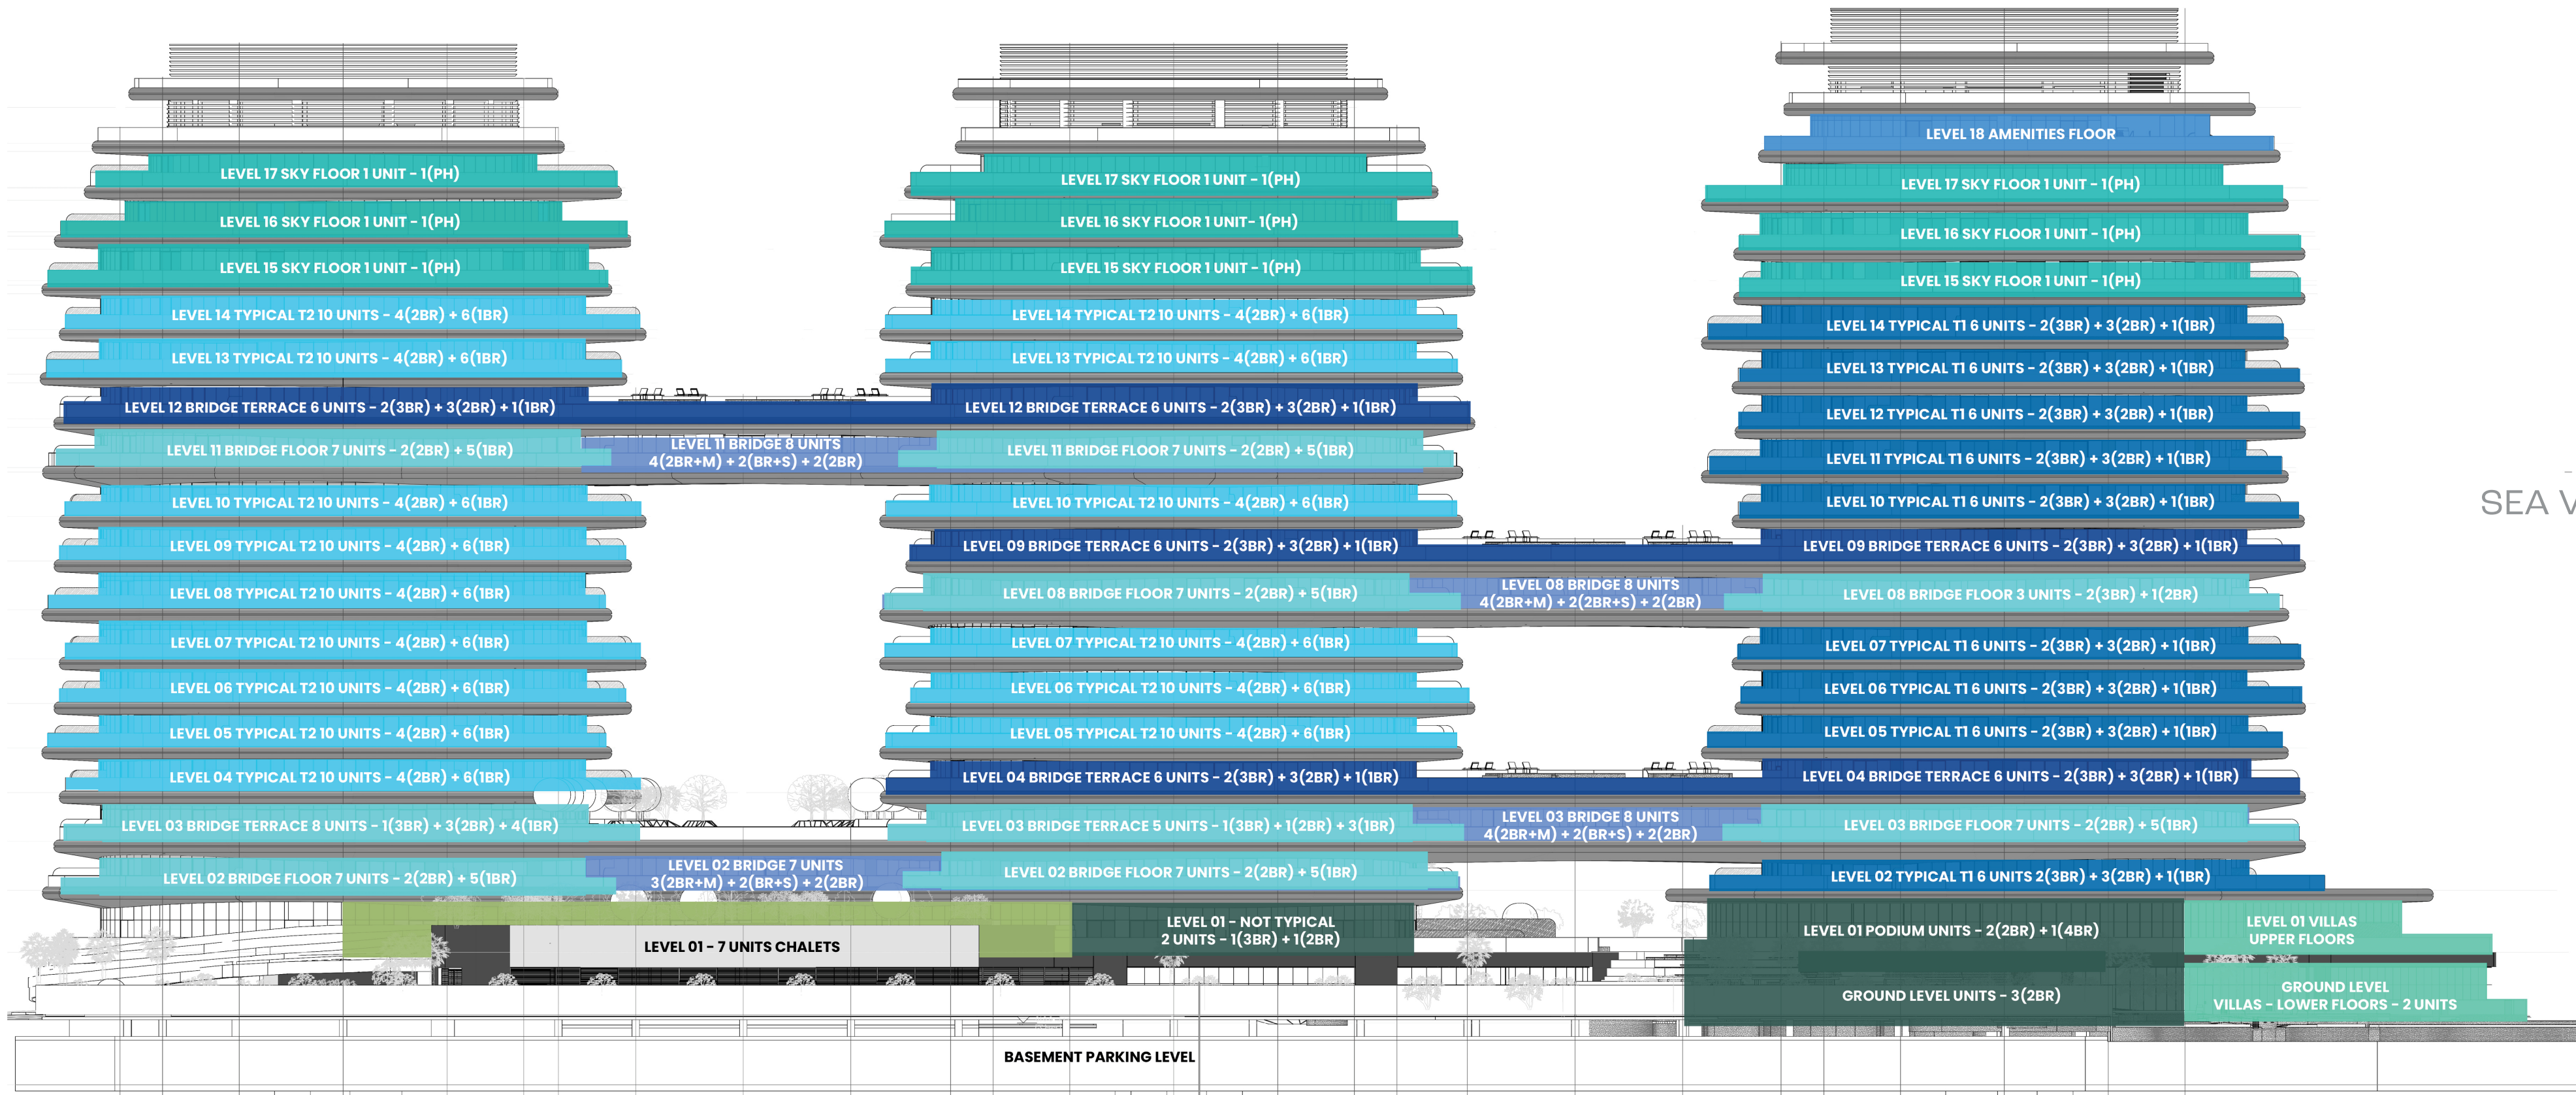 LEVEL 18 AMENITIES FLOOR
LEVEL 17 SKY FLOOR 1 UNIT - 1(PH)
LEVEL 17 SKY FLOOR 1 UNIT - 1(PH)
LEVEL 17 SKY FLOOR 1 UNIT - 1(PH)
LEVEL 16 SKY FLOOR 1 UNIT - 1(PH)
LEVEL 16 SKY FLOOR 1 UNIT- 1(PH)
LEVEL 16 SKY FLOOR 1 UNIT - 1(PH)
LEVEL 15 SKY FLOOR 1 UNIT - 1(PH)
LEVEL 15 SKY FLOOR 1 UNIT - 1(PH)
LEVEL 15 SKY FLOOR 1 UNIT - 1(PH)
LEVEL 14 TYPICAL T2 10 UNITS - 4(2BR) + 6(1BR)
LEVEL 14 TYPICAL T2 10 UNITS - 4(2BR) + 6(1BR)
LEVEL 14 TYPICAL T1 6 UNITS - 2(3BR) + 3(2BR) + 1(1BR)
LEVEL 13 TYPICAL T2 10 UNITS - 4(2BR) + 6(1BR)
LEVEL 13 TYPICAL T2 10 UNITS - 4(2BR) + 6(1BR)
LEVEL 13 TYPICAL T1 6 UNITS - 2(3BR) + 3(2BR) + 1(1BR)
LEVEL 12 BRIDGE TERRACE 6 UNITS - 2(3BR) + 3(2BR) + 1(1BR)
LEVEL 12 BRIDGE TERRACE 6 UNITS - 2(3BR) + 3(2BR) + 1(1BR)
LEVEL 12 TYPICAL T1 6 UNITS - 2(3BR) + 3(2BR) + 1(1BR)
LEVEL 11 BRIDGE FLOOR 7 UNITS - 2(2BR) + 5(1BR)
LEVEL 11 BRIDGE 8 UNITS
4(2BR+M) + 2(BR+S) + 2(2BR)
LEVEL 11 BRIDGE FLOOR 7 UNITS - 2(2BR) + 5(1BR)
LEVEL 11 TYPICAL T1 6 UNITS - 2(3BR) + 3(2BR) + 1(1BR)
LEVEL 10 TYPICAL T2 10 UNITS - 4(2BR) + 6(1BR)
LEVEL 10 TYPICAL T2 10 UNITS - 4(2BR) + 6(1BR)
LEVEL 10 TYPICAL T1 6 UNITS - 2(3BR) + 3(2BR) + 1(1BR)
SEA V
LEVEL 09 TYPICAL T2 10 UNITS - 4(2BR) + 6(1BR)
LEVEL 09 BRIDGE TERRACE 6 UNITS - 2(3BR) + 3(2BR) + 1(1BR)
LEVEL 09 BRIDGE TERRACE 6 UNITS - 2(3BR) + 3(2BR) + 1(1BR)
LEVEL 08 TYPICAL T2 10 UNITS - 4(2BR) + 6(1BR)
LEVEL 08 BRIDGE FLOOR 7 UNITS - 2(2BR) + 5(1BR)
LEVEL 08 BRIDGE 8 UNITS
4(2BR+M) + 2(2BR+S) + 2(2BR)
LEVEL 08 BRIDGE FLOOR 3 UNITS - 2(3BR) + 1(2BR)
LEVEL 07 TYPICAL T2 10 UNITS - 4(2BR) + 6(1BR)
LEVEL 07 TYPICAL T2 10 UNITS - 4(2BR) + 6(1BR)
LEVEL 07 TYPICAL T1 6 UNITS - 2(3BR) + 3(2BR) + 1(1BR)
LEVEL 06 TYPICAL T2 10 UNITS - 4(2BR) + 6(1BR)
LEVEL 06 TYPICAL T2 10 UNITS - 4(2BR) + 6(1BR)
LEVEL 06 TYPICAL T1 6 UNITS - 2(3BR) + 3(2BR) + 1(1BR)
LEVEL 05 TYPICAL T2 10 UNITS - 4(2BR) + 6(1BR)
LEVEL 05 TYPICAL T2 10 UNITS - 4(2BR) + 6(1BR)
LEVEL 05 TYPICAL T1 6 UNITS - 2(3BR) + 3(2BR) + 1(1BR)
LEVEL 04 TYPICAL T2 10 UNITS - 4(2BR) + 6(1BR)
LEVEL 04 BRIDGE TERRACE 6 UNITS - 2(3BR) + 3(2BR) + 1(1BR)
LEVEL 04 BRIDGE TERRACE 6 UNITS - 2(3BR) + 3(2BR) + 1(1BR)
LEVEL 03 BRIDGE TERRACE 8 UNITS - 1(3BR) + 3(2BR) + 4(1BR)
LEVEL 03 BRIDGE TERRACE 5 UNITS - 1(3BR) + 1(2BR) + 3(1BR)
LEVEL 03 BRIDGE 8 UNITS
4(2BR+M) + 2(BR+S) + 2(2BR)
LEVEL 03 BRIDGE FLOOR 7 UNITS - 2(2BR) + 5(1BR)
LEVEL 02 BRIDGE FLOOR 7 UNITS - 2(2BR) + 5(1BR)
LEVEL 02 BRIDGE 7 UNITS
3(2BR+M) + 2(BR+S) + 2(2BR)
LEVEL 02 BRIDGE FLOOR 7 UNITS - 2(2BR) + 5(1BR)
LEVEL 02 TYPICAL T1 6 UNITS 2(3BR) + 3(2BR) + 1(1BR)
LEVEL 01 - 7 UNITS CHALETS
LEVEL 01 - NOT TYPICAL
2 UNITS - 1(3BR) + 1(2BR)
LEVEL 01 PODIUM UNITS - 2(2BR) + 1(4BR)
LEVEL 01 VILLAS
UPPER FLOORS
GROUND LEVEL UNITS - 3(2BR)
GROUND LEVEL
VILLAS - LOWER FLOORS - 2 UNITS
BASEMENT PARKING LEVEL